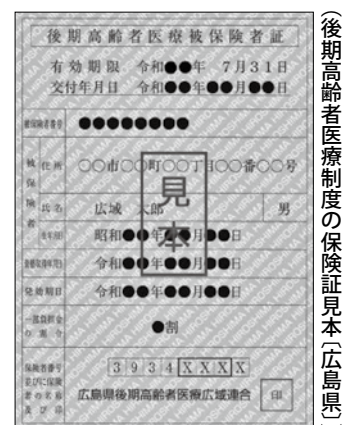 (後期高齢者医療制度の保険証見本〔広島県〕)
後期高齢者医療被保険者証
有効期限 令和●●年 7月31日
交付年月日 令和●●年●●月●●日
被保険者番号 ●●●●●●●●
被保険者
住所 ○○市○○町○○丁目○○番○○号
氏名 広域 太郎 男
生年月日 昭和●●年●●月●●日
資格取得年月日 令和●●年●●月●●日
発効期日 令和●●年●●月●●日
一部負担金の割合 ●割
保険者番号並びに保険者の名称及び印
3 9 3 4 X X X X
広島県後期高齢者医療広域連合 印
見本